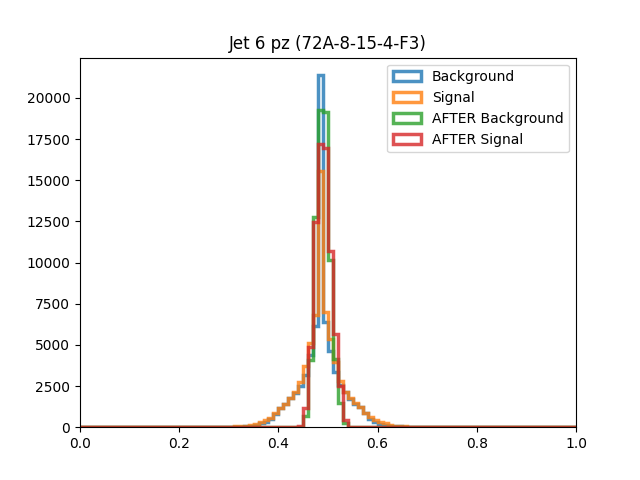 Jet 6 pz (72A-8-15-4-F3)
Background
Signal
AFTER Background
AFTER Signal
20000
17500
15000
12500
10000
7500
5000
2500
0
0.0 0.2 0.4 0.6 0.8 1.0